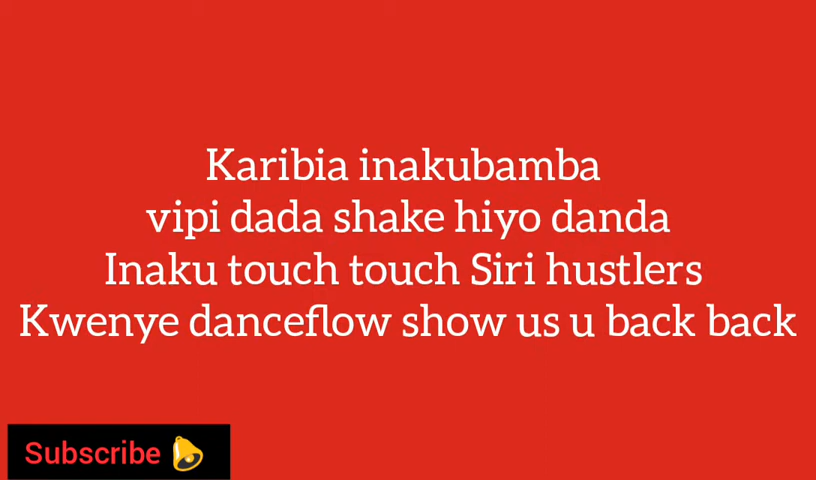 Karibia inakubamba
vipi dada shake hiyo danda
Inaku touch touch Siri hustlers
Kwenye danceflow show us u back back
Subscribe